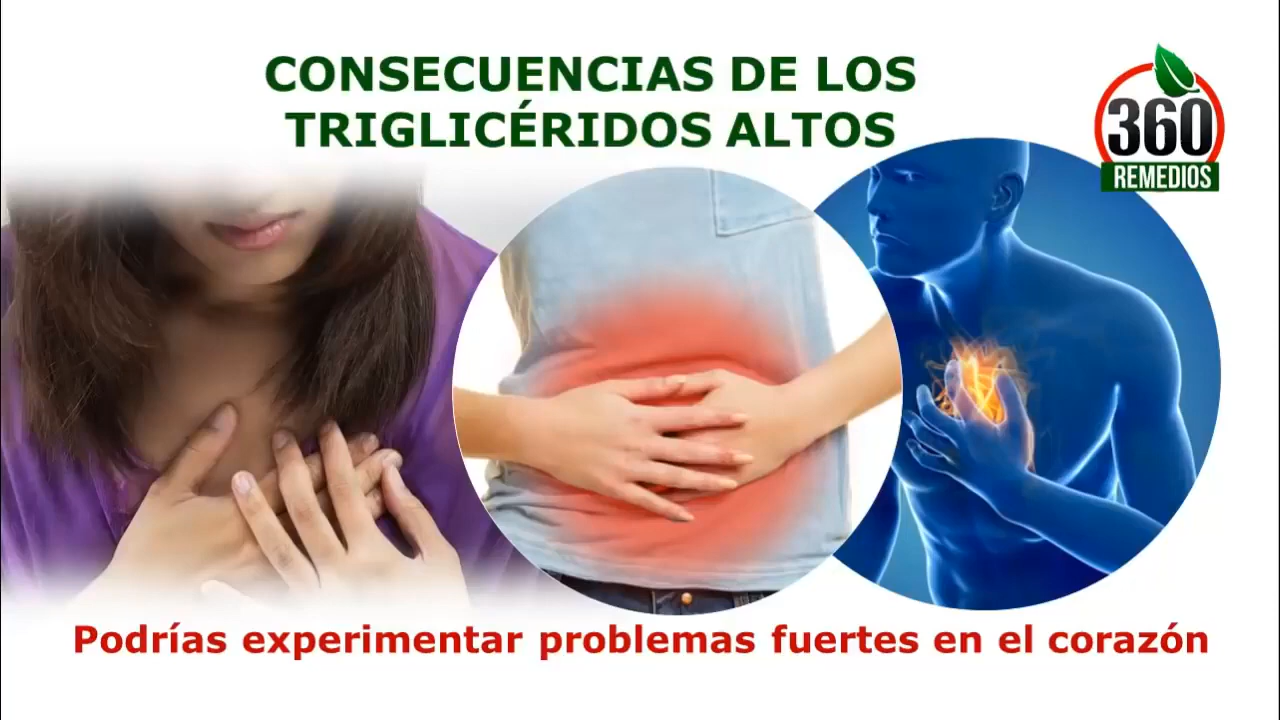 CONSECUENCIAS DE LOS
TRIGLICÉRIDOS ALTOS
360
REMEDIOS
Podrías experimentar problemas fuertes en el corazón